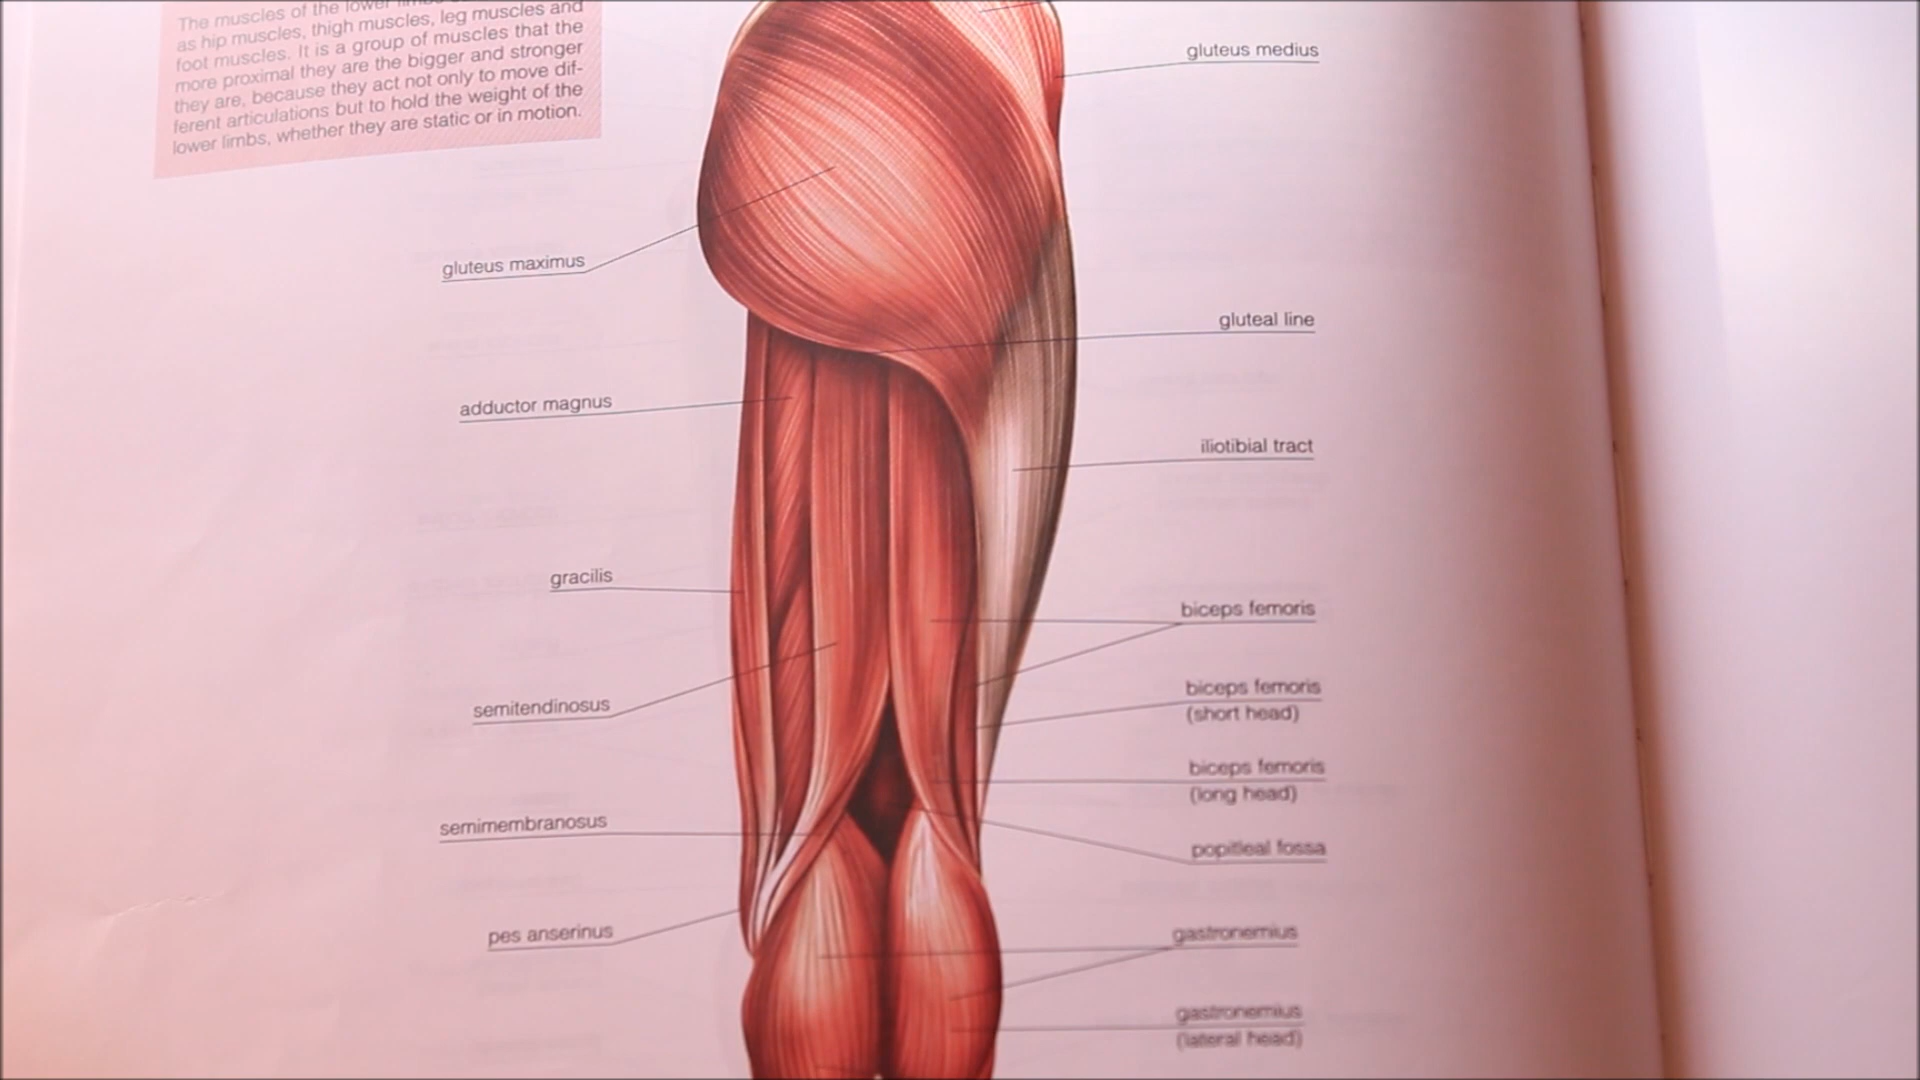 The muscles of the lower
as hip muscles, thigh muscles, leg muscles and
foot muscles. It is a group of muscles that the
more proximal they are the bigger and stronger
they are, because they act not only to move dif-
ferent articulations but to hold the weight of the
lower limbs, whether they are static or in motion.
gluteus medius
gluteus maximus
gluteal line
adductor magnus
iliotibial tract
gracilis
biceps femoris
semitendinosus
biceps femoris
(short head)
biceps femoris
(long head)
semimembranosus
popitleal fossa
pes anserinus
gastronemius
gastronemius
(lateral head)